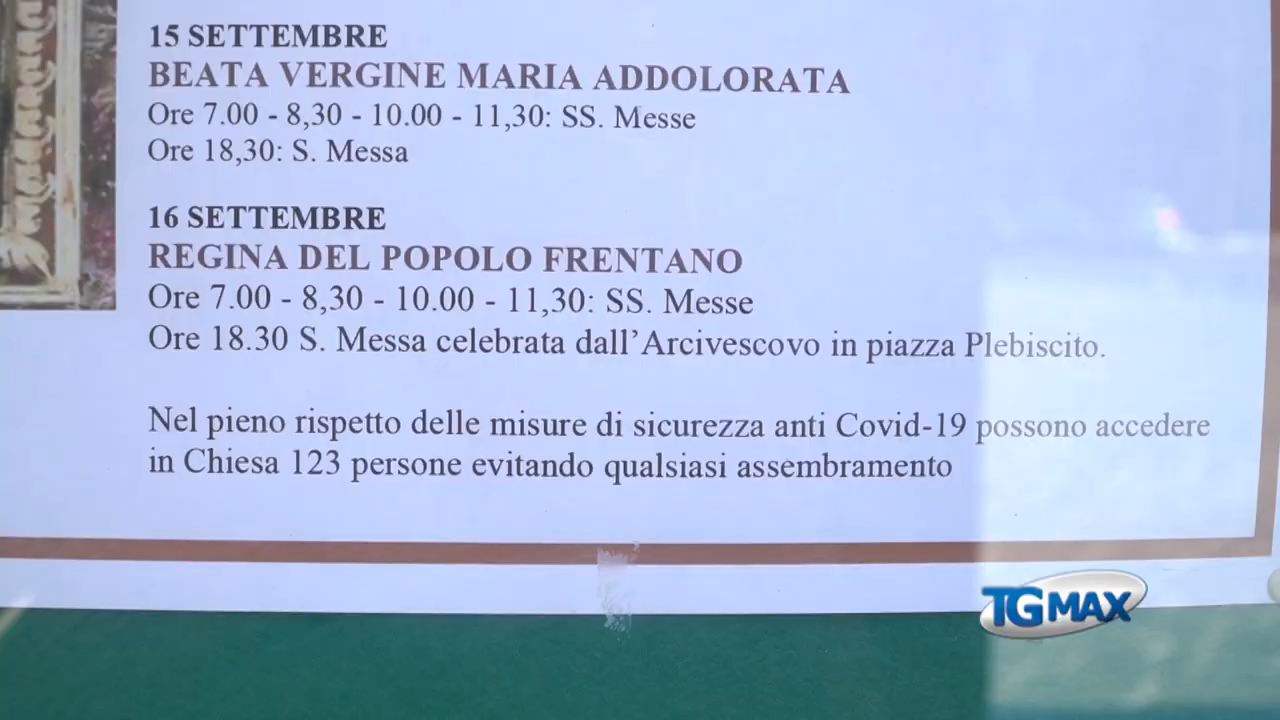 15 SETTEMBRE
BEATA VERGINE MARIA ADDOLORATA
Ore 7.00 - 8,30 - 10.00 - 11,30: SS. Messe
Ore 18,30: S. Messa
16 SETTEMBRE
REGINA DEL POPOLO FRENTANO
Ore 7.00 - 8,30 - 10.00 - 11,30: SS. Messe
Ore 18.30 S. Messa celebrata dall'Arcivescovo in piazza Plebiscito.
Nel pieno rispetto delle misure di sicurezza anti Covid-19 possono accedere
in Chiesa 123 persone evitando qualsiasi assembramento
TGMAX